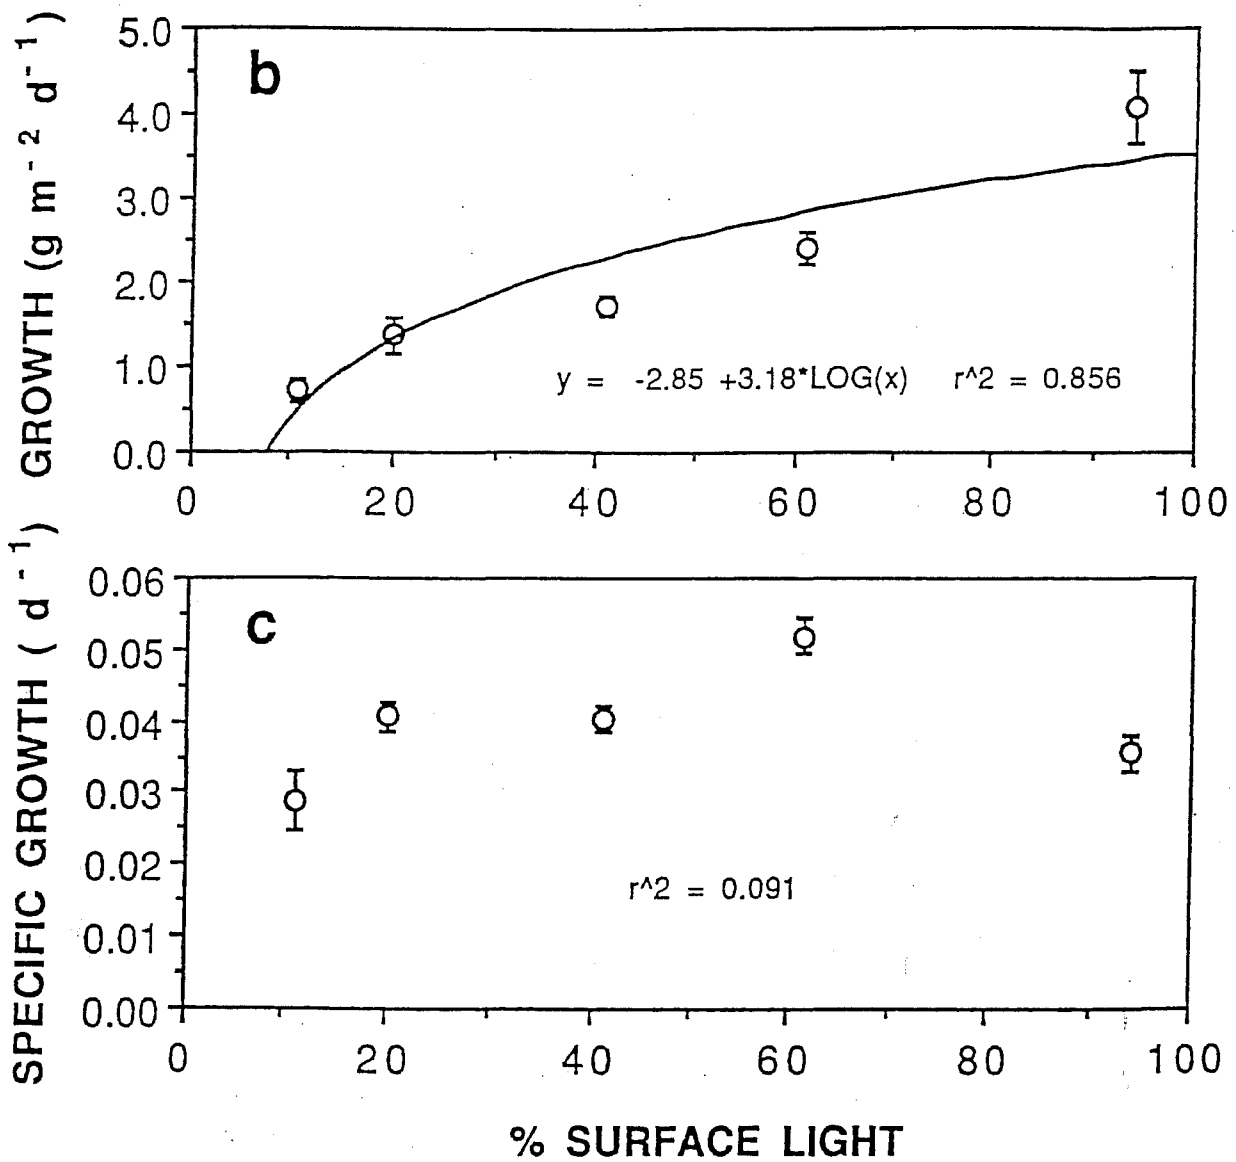 GROWTH (g m-2 d-1)
5.0
4.0
3.0
2.0
1.0
0.0
b
y = -2.85 +3.18*LOG(x) r^2 = 0.856
0 20 40 60 80 100
SPECIFIC GROWTH ( d-1)
0.06
0.05
0.04
0.03
0.02
0.01
0.00
c
r^2 = 0.091
0 20 40 60 80 100
% SURFACE LIGHT